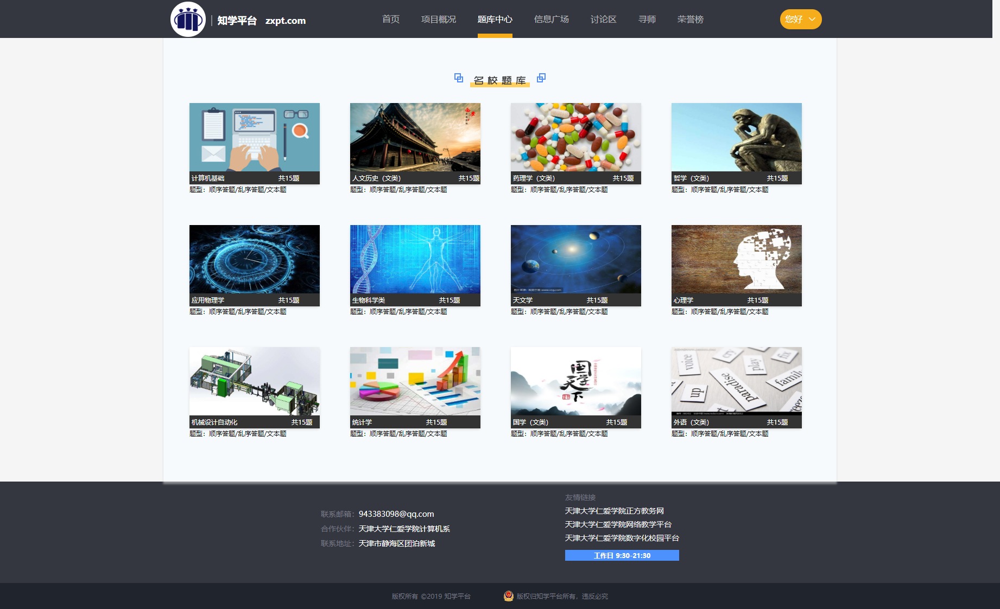 知学平台 zxpt.com
首页 项目概况 题库中心 信息广场 讨论区 寻师 荣誉榜
您好
名校题库
计算机基础 共15题
题型：顺序答题/乱序答题/文本题
人文历史（文类） 共15题
题型：顺序答题/乱序答题/文本题
药理学（文类） 共15题
题型：顺序答题/乱序答题/文本题
哲学（文类） 共15题
题型：顺序答题/乱序答题/文本题
应用物理学 共15题
题型：顺序答题/乱序答题/文本题
生物科学类 共15题
题型：顺序答题/乱序答题/文本题
天文学 共15题
题型：顺序答题/乱序答题/文本题
心理学 共15题
题型：顺序答题/乱序答题/文本题
国学天下
voice
cry
play
fix
up
paradise
family
机械设计自动化 共15题
题型：顺序答题/乱序答题/文本题
统计学 共15题
题型：顺序答题/乱序答题/文本题
国学（文类） 共15题
题型：顺序答题/乱序答题/文本题
外语（文类） 共15题
题型：顺序答题/乱序答题/文本题
联系邮箱：943383098@qq.com
合作伙伴：天津大学仁爱学院计算机系
联系地址：天津市静海区团泊新城
友情链接
天津大学仁爱学院正方教务网
天津大学仁爱学院网络教学平台
天津大学仁爱学院数字化校园平台
工作日 9:30-21:30
版权所有 ©2019 知学平台
版权归知学平台所有，违反必究